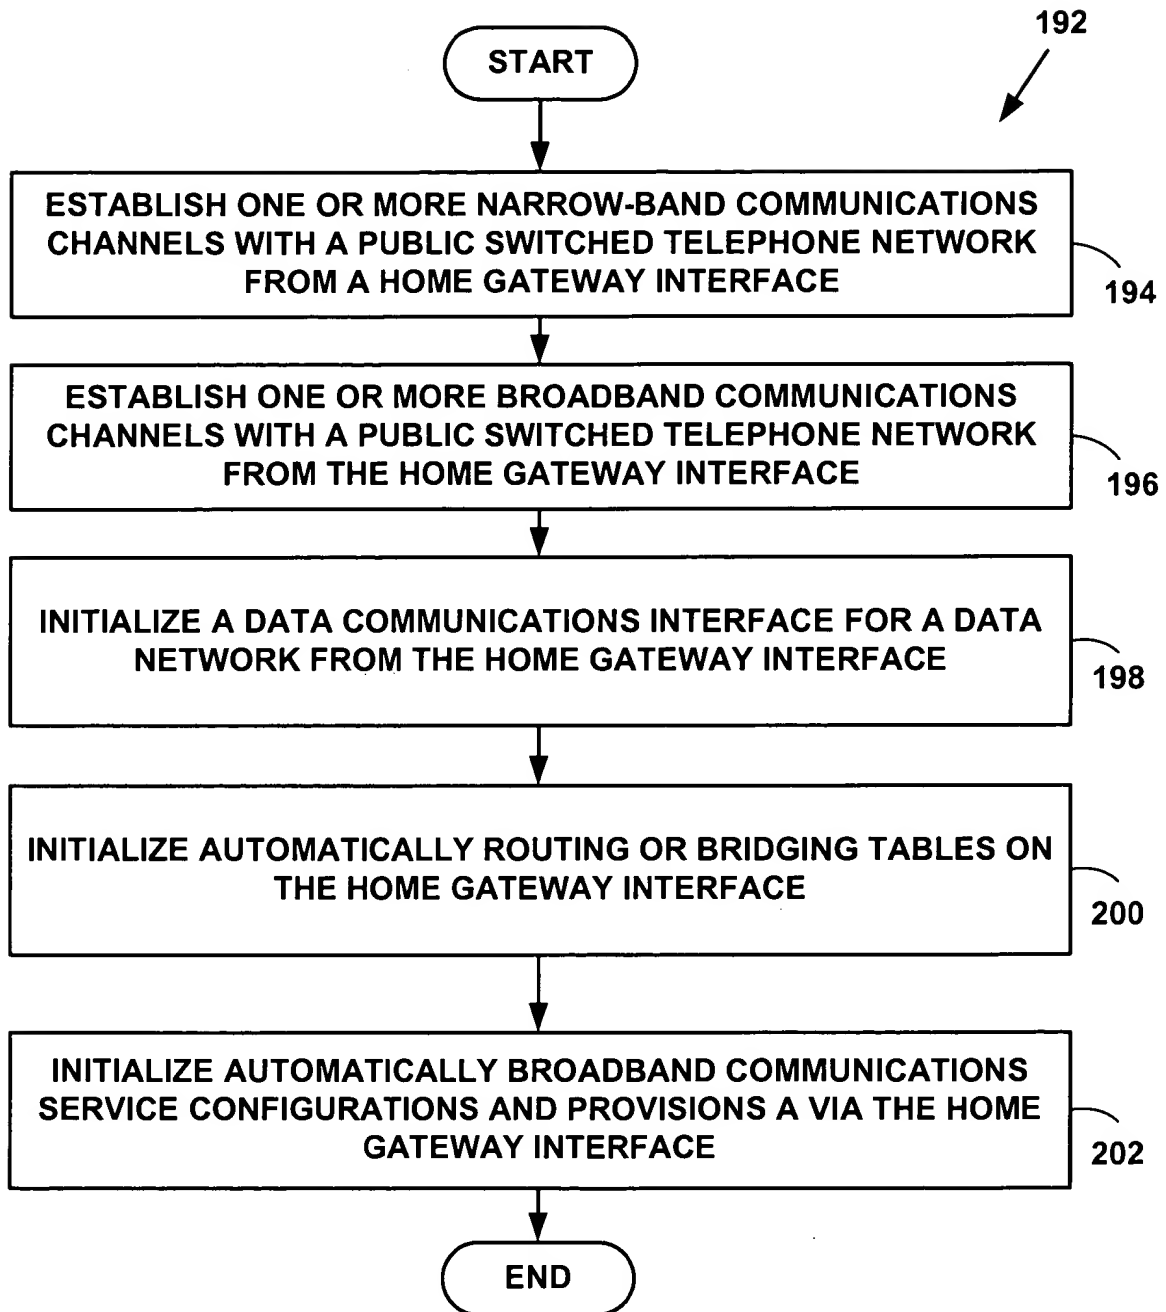 192
START
ESTABLISH ONE OR MORE NARROW-BAND COMMUNICATIONS
CHANNELS WITH A PUBLIC SWITCHED TELEPHONE NETWORK
FROM A HOME GATEWAY INTERFACE
194
ESTABLISH ONE OR MORE BROADBAND COMMUNICATIONS
CHANNELS WITH A PUBLIC SWITCHED TELEPHONE NETWORK
FROM THE HOME GATEWAY INTERFACE
196
INITIALIZE A DATA COMMUNICATIONS INTERFACE FOR A DATA
NETWORK FROM THE HOME GATEWAY INTERFACE
198
INITIALIZE AUTOMATICALLY ROUTING OR BRIDGING TABLES ON
THE HOME GATEWAY INTERFACE
200
INITIALIZE AUTOMATICALLY BROADBAND COMMUNICATIONS
SERVICE CONFIGURATIONS AND PROVISIONS A VIA THE HOME
GATEWAY INTERFACE
202
END